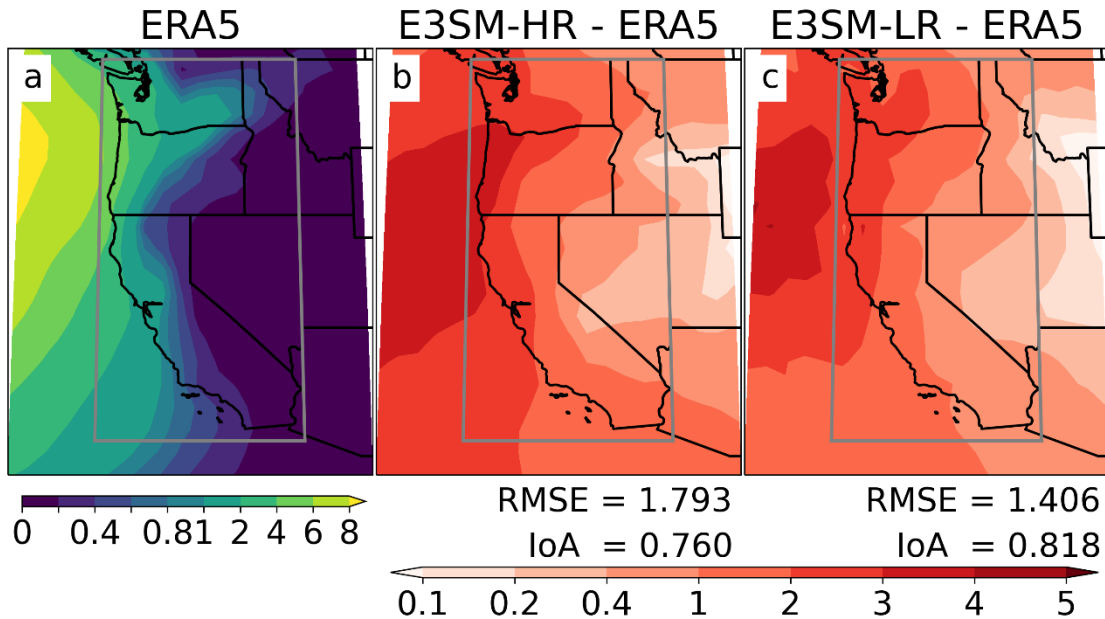 ERA5
E3SM-HR - ERA5
E3SM-LR - ERA5
a
b
c
0 0.4 0.81 2 4 6 8
RMSE = 1.793
IoA = 0.760
RMSE = 1.406
IoA = 0.818
0.1 0.2 0.4 1 2 3 4 5